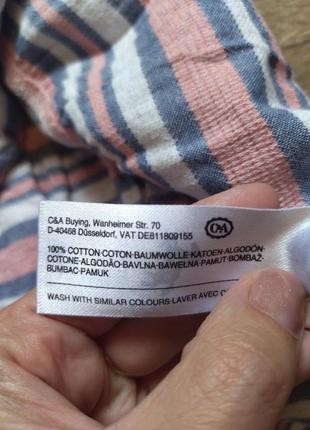 C&A Buying, Wanheimer Str. 70
D-40468 Düsseldorf, VAT DE811809155
C&A
100% COTTON·COTON·BAUMWOLLE·KATOEN·ALGODÓN·
COTONE·ALGODÃO·BAVLNA·BAWEŁNA·PAMUT·BOMBAŽ·
BUMBAC·PAMUK
WASH WITH SIMILAR COLOURS·LAVER AVEC